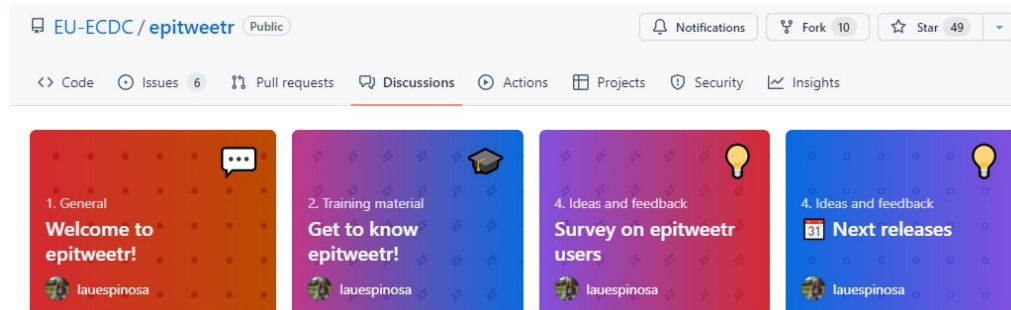 EU-ECDC / epitweetr Public
Notifications Fork 10 Star 49
<> Code Issues 6 Pull requests Discussions Actions Projects Security Insights
1. General
Welcome to
epitweetr!
lauespinosa
2. Training material
Get to know
epitweetr!
lauespinosa
4. Ideas and feedback
Survey on epitweetr
users
lauespinosa
4. Ideas and feedback
31 Next releases
lauespinosa